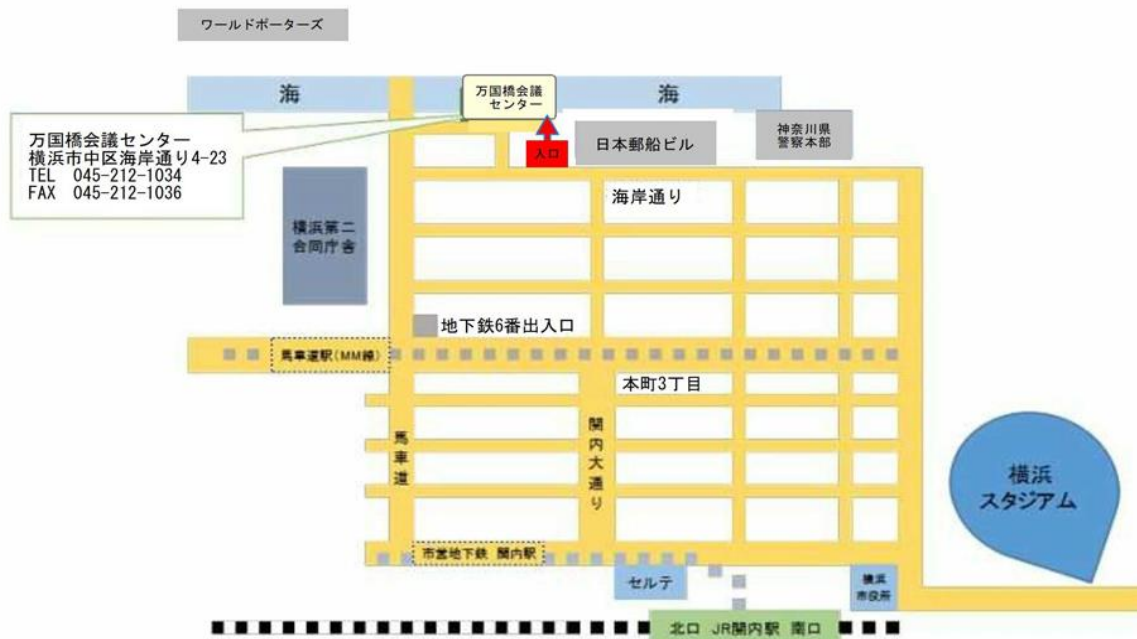 ワールドポーターズ
海
万国橋会議
センター
海
万国橋会議センター
横浜市中区海岸通り4-23
TEL 045-212-1034
FAX 045-212-1036
入口
日本郵船ビル
神奈川県
警察本部
海岸通り
横浜第二
合同庁舎
地下鉄6番出入口
馬車道駅(MM線)
本町3丁目
馬車道
関内大通り
横浜
スタジアム
市営地下鉄 関内駅
セルテ
横浜
市役所
北口 JR関内駅 南口